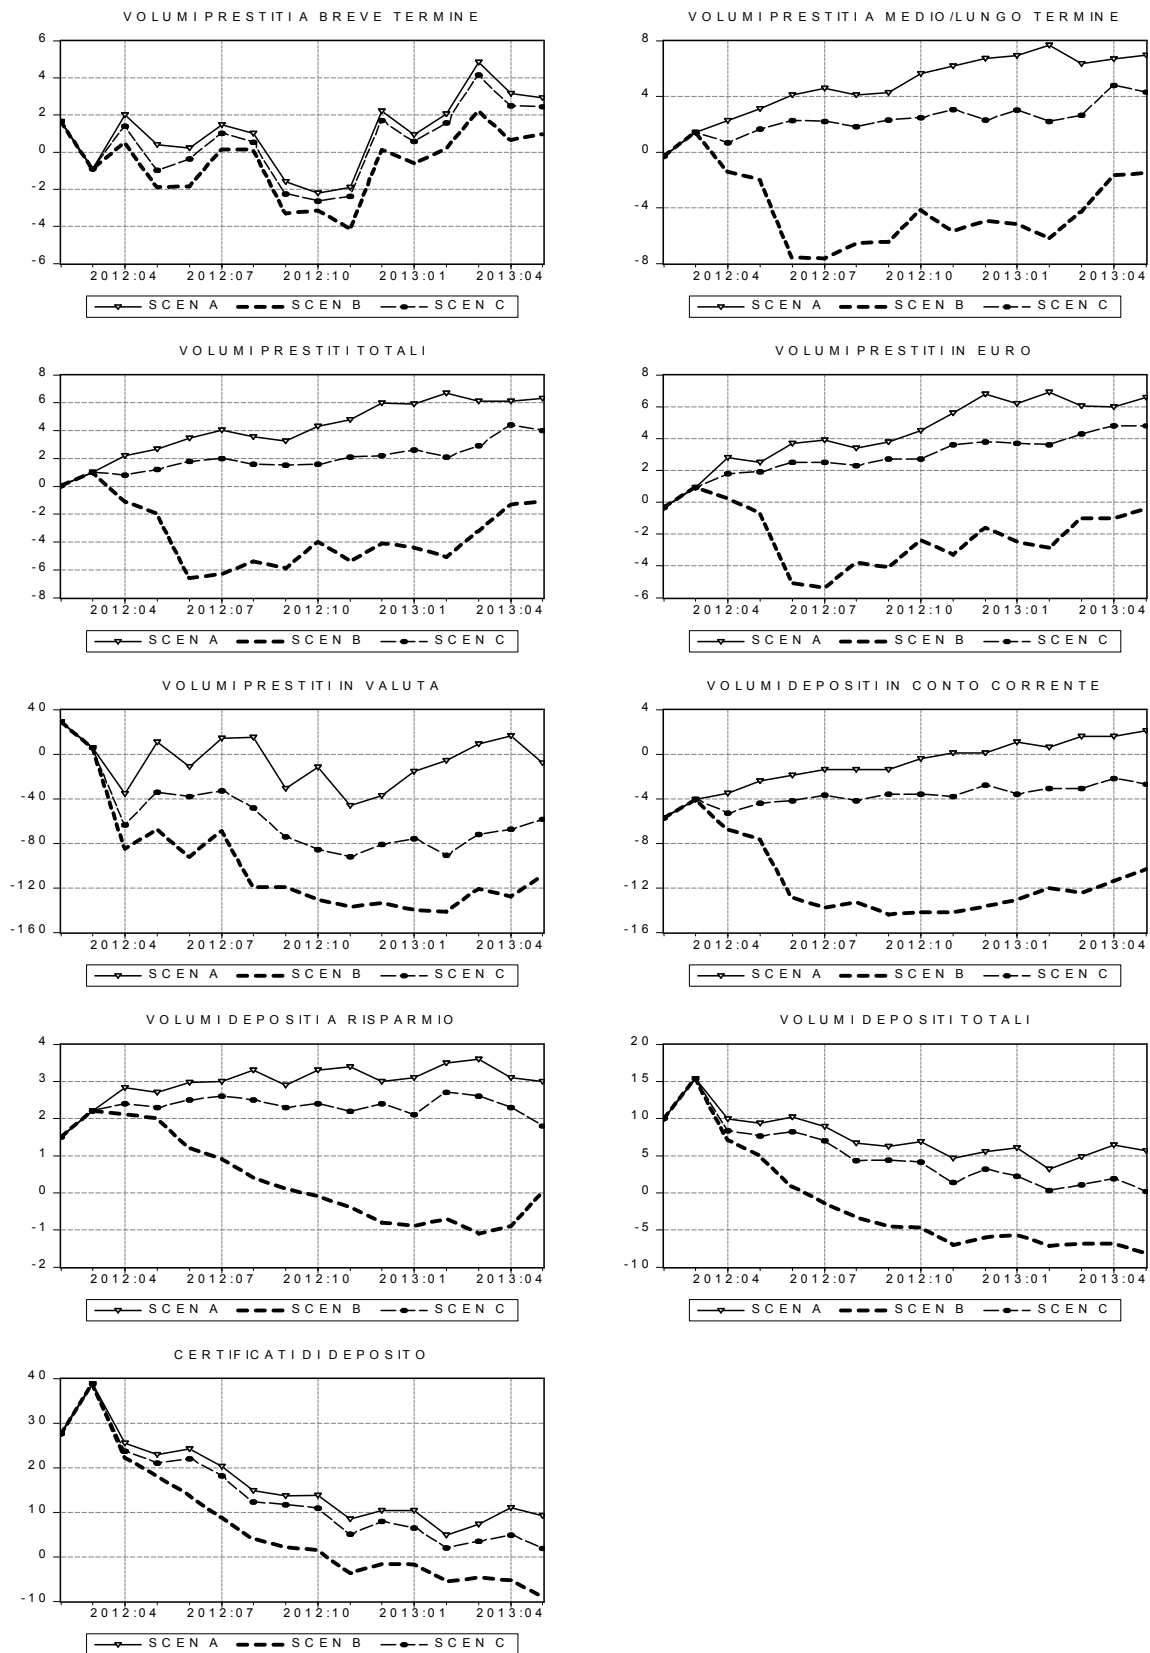 VOLUMI PRESTITI A BREVE TERMINE
6
4
2
0
-2
-4
-6
2012:04 2012:07 2012:10 2013:01 2013:04
SCEN A SCEN B SCEN C
VOLUMI PRESTITI A MEDIO/LUNGO TERMINE
8
4
0
-4
-8
2012:04 2012:07 2012:10 2013:01 2013:04
SCEN A SCEN B SCEN C
VOLUMI PRESTITI TOTALI
8
6
4
2
0
-2
-4
-6
-8
2012:04 2012:07 2012:10 2013:01 2013:04
SCEN A SCEN B SCEN C
VOLUMI PRESTITI IN EURO
8
6
4
2
0
-2
-4
-6
2012:04 2012:07 2012:10 2013:01 2013:04
SCEN A SCEN B SCEN C
VOLUMI PRESTITI IN VALUTA
40
0
-40
-80
-120
-160
2012:04 2012:07 2012:10 2013:01 2013:04
SCEN A SCEN B SCEN C
VOLUMI DEPOSITI IN CONTO CORRENTE
4
0
-4
-8
-12
-16
2012:04 2012:07 2012:10 2013:01 2013:04
SCEN A SCEN B SCEN C
VOLUMI DEPOSITI A RISPARMIO
4
3
2
1
0
-1
-2
2012:04 2012:07 2012:10 2013:01 2013:04
SCEN A SCEN B SCEN C
VOLUMI DEPOSITI TOTALI
20
15
10
5
0
-5
-10
2012:04 2012:07 2012:10 2013:01 2013:04
SCEN A SCEN B SCEN C
CERTIFICATI DI DEPOSITO
40
30
20
10
0
-10
2012:04 2012:07 2012:10 2013:01 2013:04
SCEN A SCEN B SCEN C